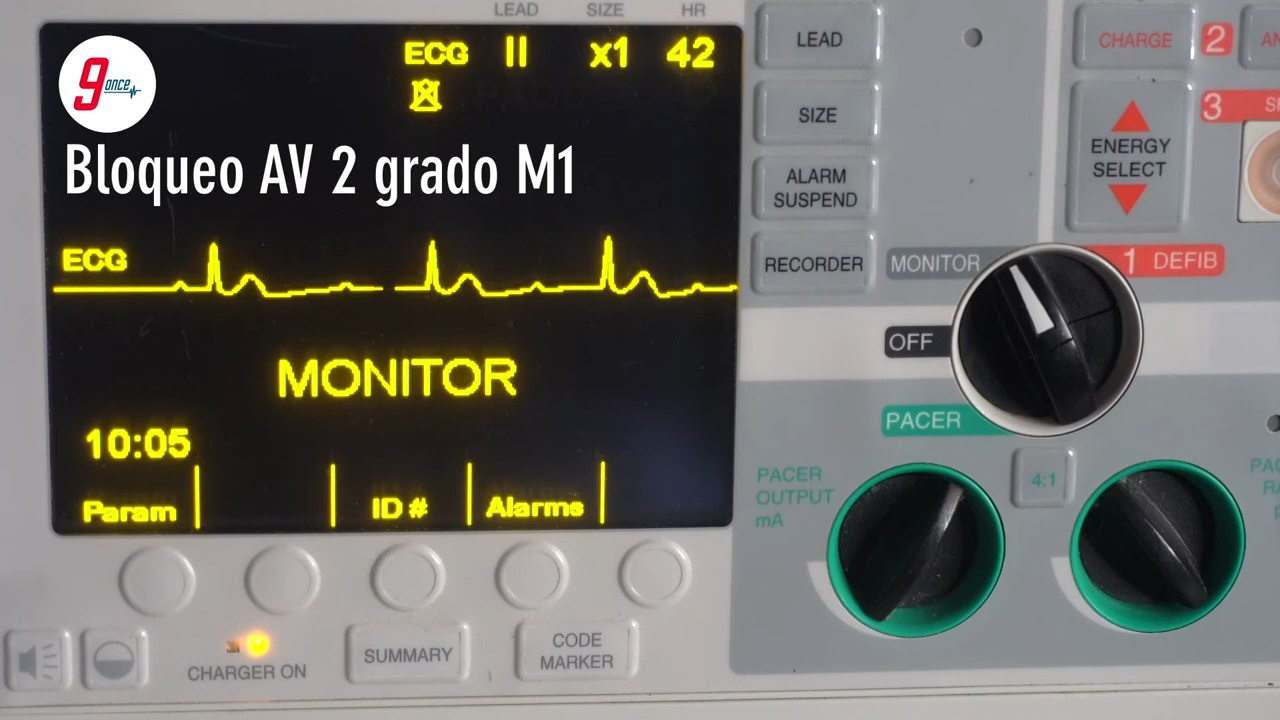 LEAD SIZE HR
ECG II x1 42
9once
Bloqueo AV 2 grado M1
ECG
MONITOR
10:05
Param ID # Alarms
CHARGER ON
SUMMARY
CODE
MARKER
LEAD
SIZE
ALARM
SUSPEND
RECORDER
CHARGE 2
ENERGY
SELECT
3
MONITOR
1 DEFIB
OFF
PACER
PACER
OUTPUT
mA
4:1